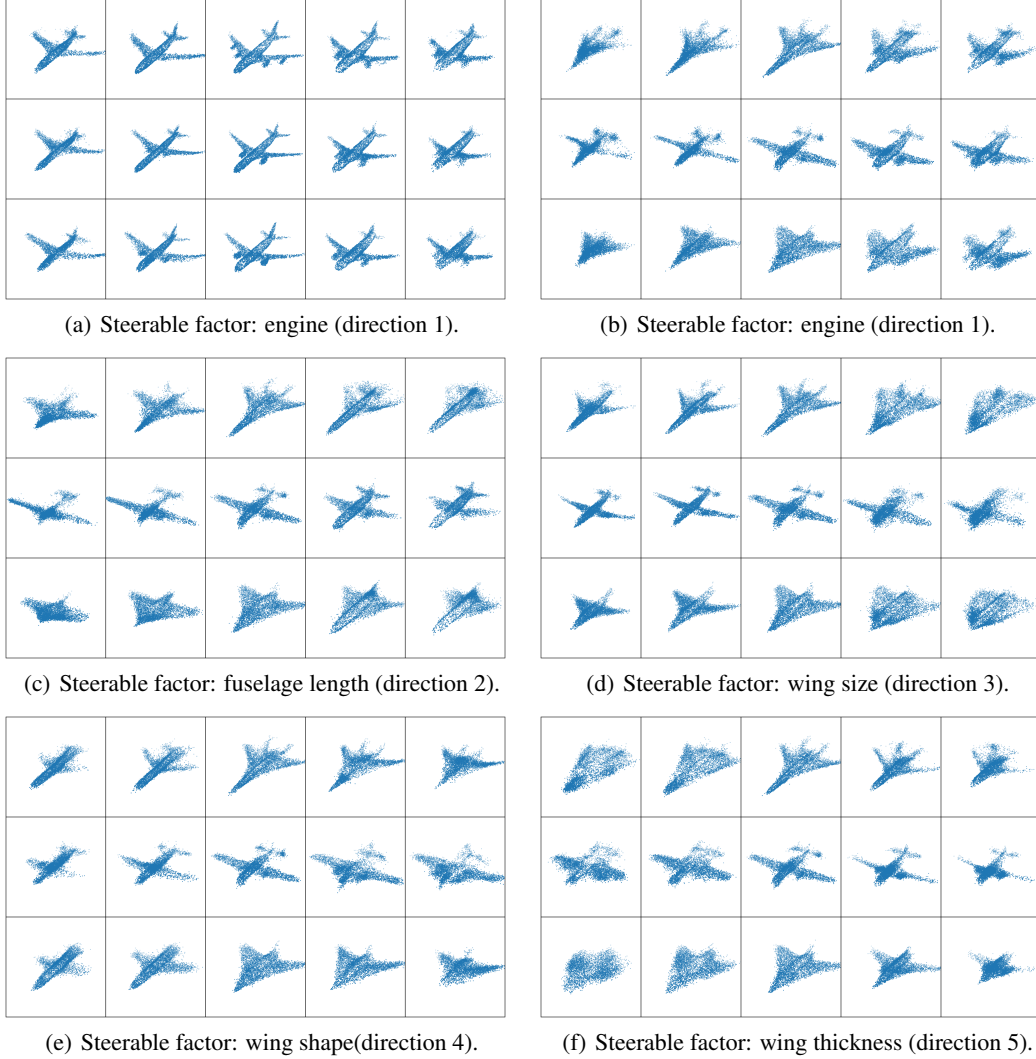 (a) Steerable factor: engine (direction 1).
(b) Steerable factor: engine (direction 1).
(c) Steerable factor: fuselage length (direction 2).
(d) Steerable factor: wing size (direction 3).
(e) Steerable factor: wing shape(direction 4).
(f) Steerable factor: wing thickness (direction 5).